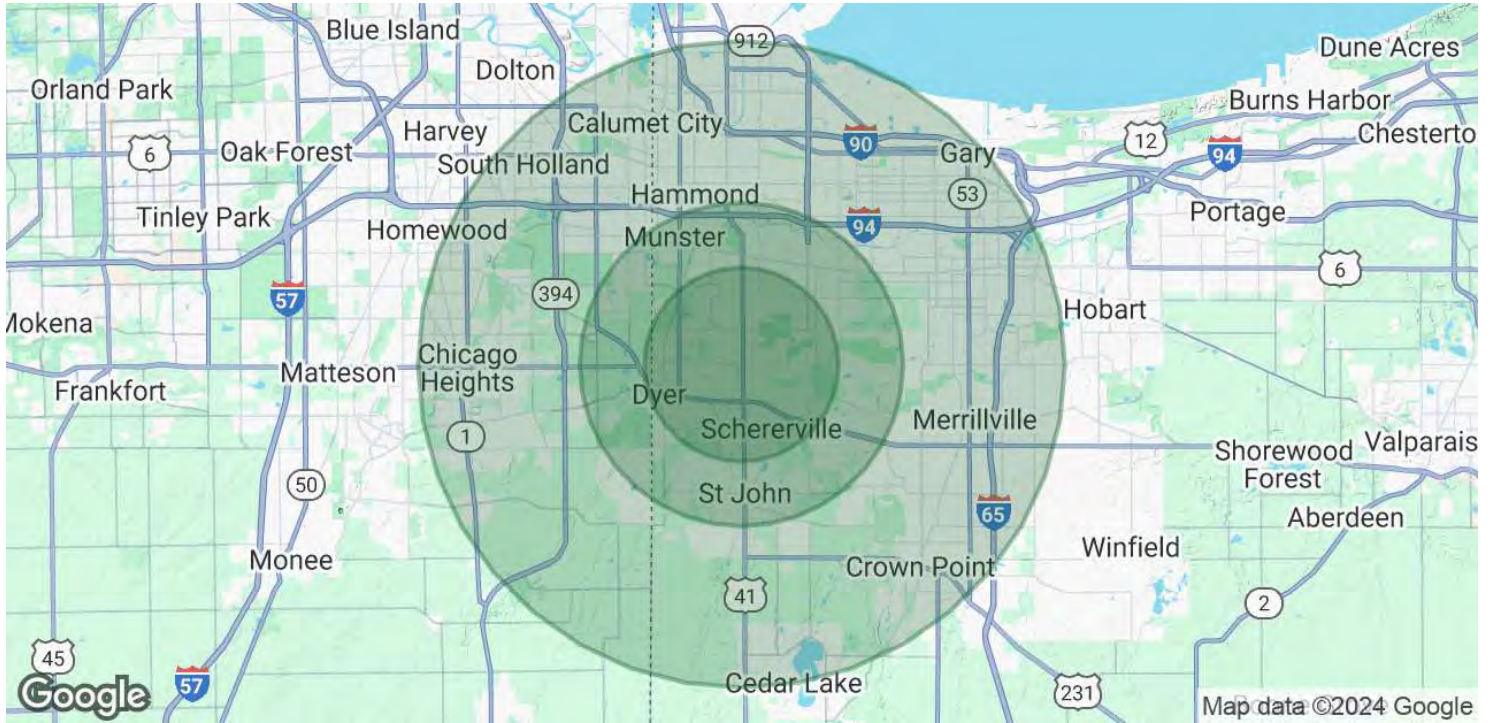 Blue Island
912
Dune Acres
Dolton
Orland Park
Burns Harbor
Harvey
Calumet City
12
Chesterto
6
Oak Forest
90
Gary
94
South Holland
53
Hammond
Tinley Park
Portage
Homewood
Munster
94
6
57
394
Hobart
Mokena
Chicago
Heights
Matteson
Frankfort
Dyer
Merrillville
1
Schererville
Valparais
Shorewood
Forest
50
St John
65
Aberdeen
Monee
Winfield
Crown Point
41
2
45
57
Cedar Lake
231
Google
Map data ©2024 Google